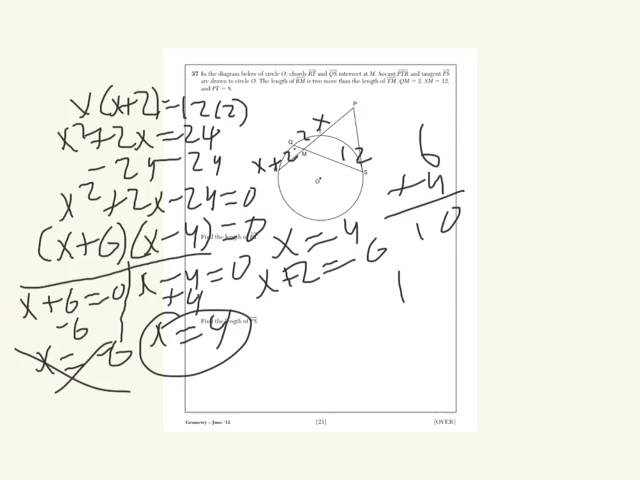 37 In the diagram below of circle O, chords RT and QS intersect at M. Secant PTR and tangent PS
are drawn to circle O. The length of RM is two more than the length of TM, QM = 2, SM = 12,
and PT = 8.
x(x+2)=12(2)
x²+2x=24
-24 -24
x²+2x-24=0
(x+6)(x-4)=0
x+6=0
-6
x=-6
x-4=0
+4
x=4
P
x
2
Q
M
x+2
12
S
O
6
+4
10
x=4
x+2=6
1
Find the length of
Find the length of PS.
Geometry – June '12
[21]
[OVER]